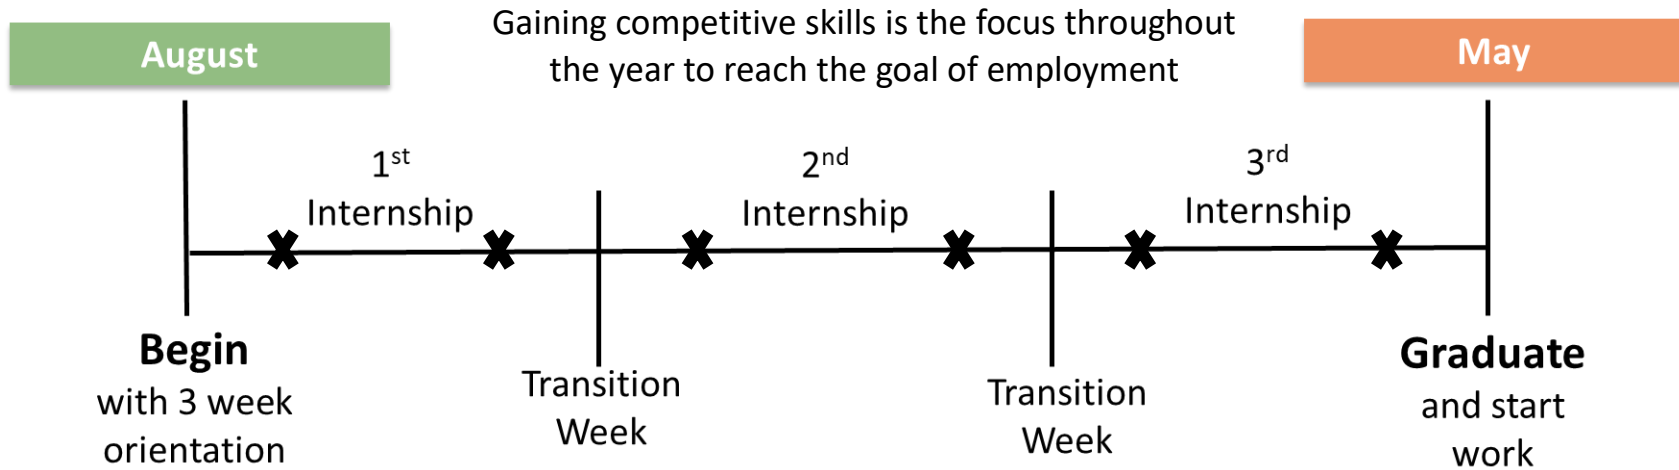 August
Gaining competitive skills is the focus throughout
the year to reach the goal of employment
May
1st
Internship
2nd
Internship
3rd
Internship
Begin
with 3 week
orientation
Transition
Week
Transition
Week
Graduate
and start
work